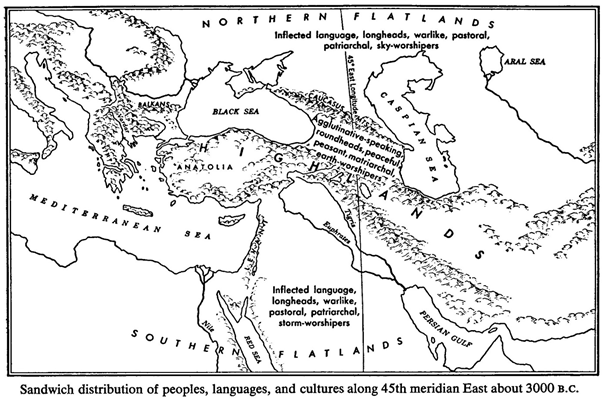 NORTHERN FLATLANDS
Inflected language, longheads, warlike, pastoral,
patriarchal, sky-worshipers
45° East Longitude
ARAL SEA
CAUCASUS
CASPIAN SEA
BALKANS
BLACK SEA
Agglutinative-speaking,
roundheads, peaceful,
peasant, matriarchal,
earth-worshipers
HIGHLANDS
ANATOLIA
MEDITERRANEAN SEA
Euphrates
Inflected language,
longheads, warlike,
pastoral, patriarchal,
storm-worshipers
Nile
RED SEA
PERSIAN GULF
SOUTHERN FLATLANDS
Sandwich distribution of peoples, languages, and cultures along 45th meridian East about 3000 B.C.